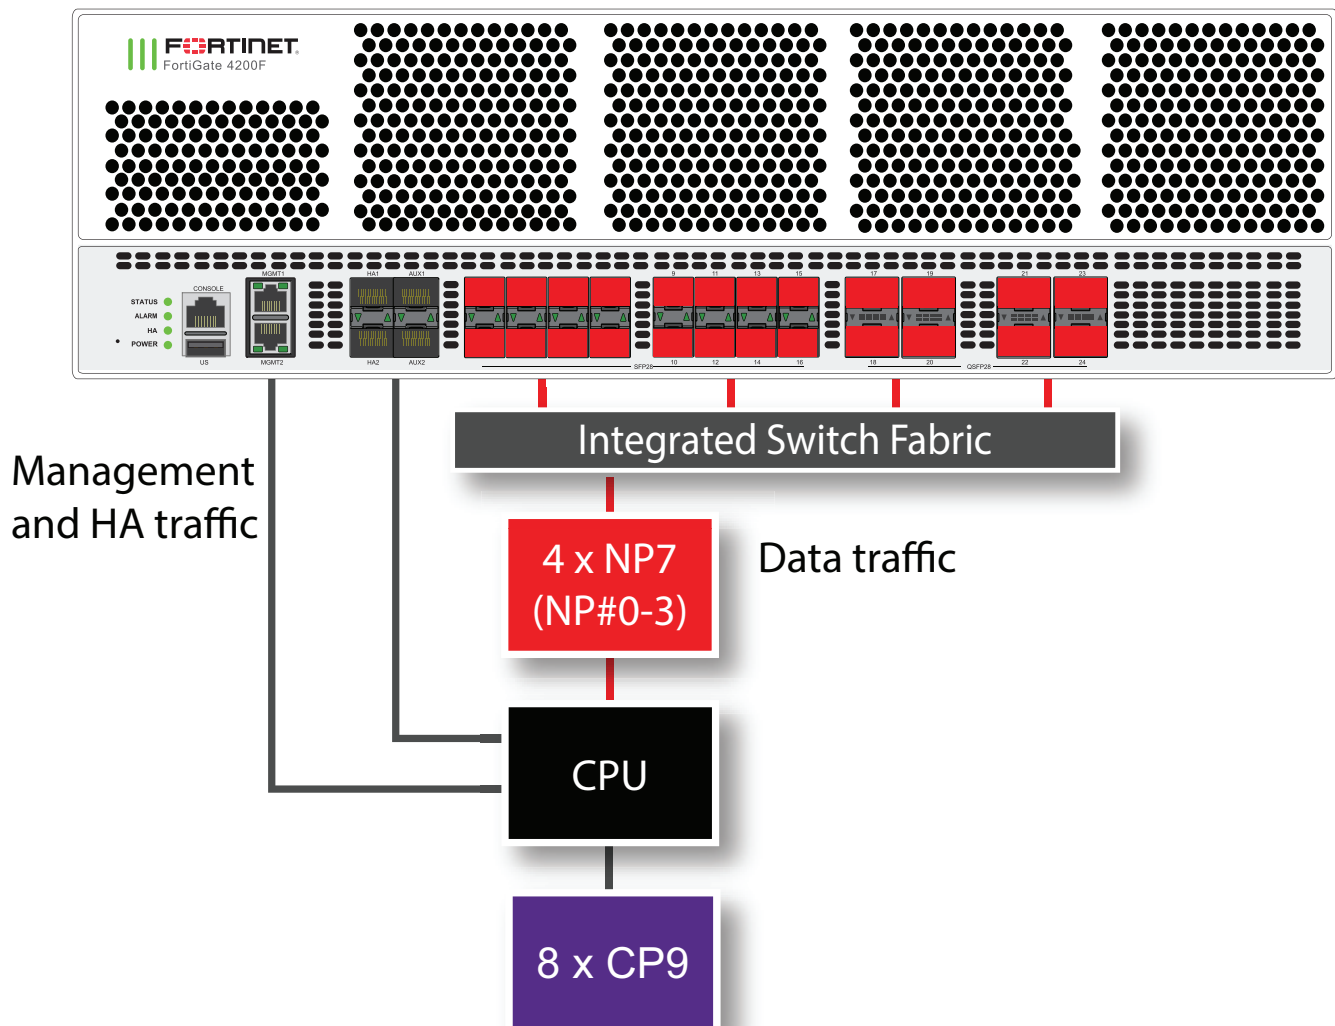 FORTINET
FortiGate 4200F
STATUS
ALARM
HA
POWER
CONSOLE
US
MGMT1
MGMT2
HA1
AUX1
HA2
AUX2
9
11
13
15
10
12
14
16
SFP28
17
19
18
20
QSFP28
21
23
22
24
Management
and HA traffic
Integrated Switch Fabric
4 x NP7
(NP#0-3)
Data traffic
CPU
8 x CP9